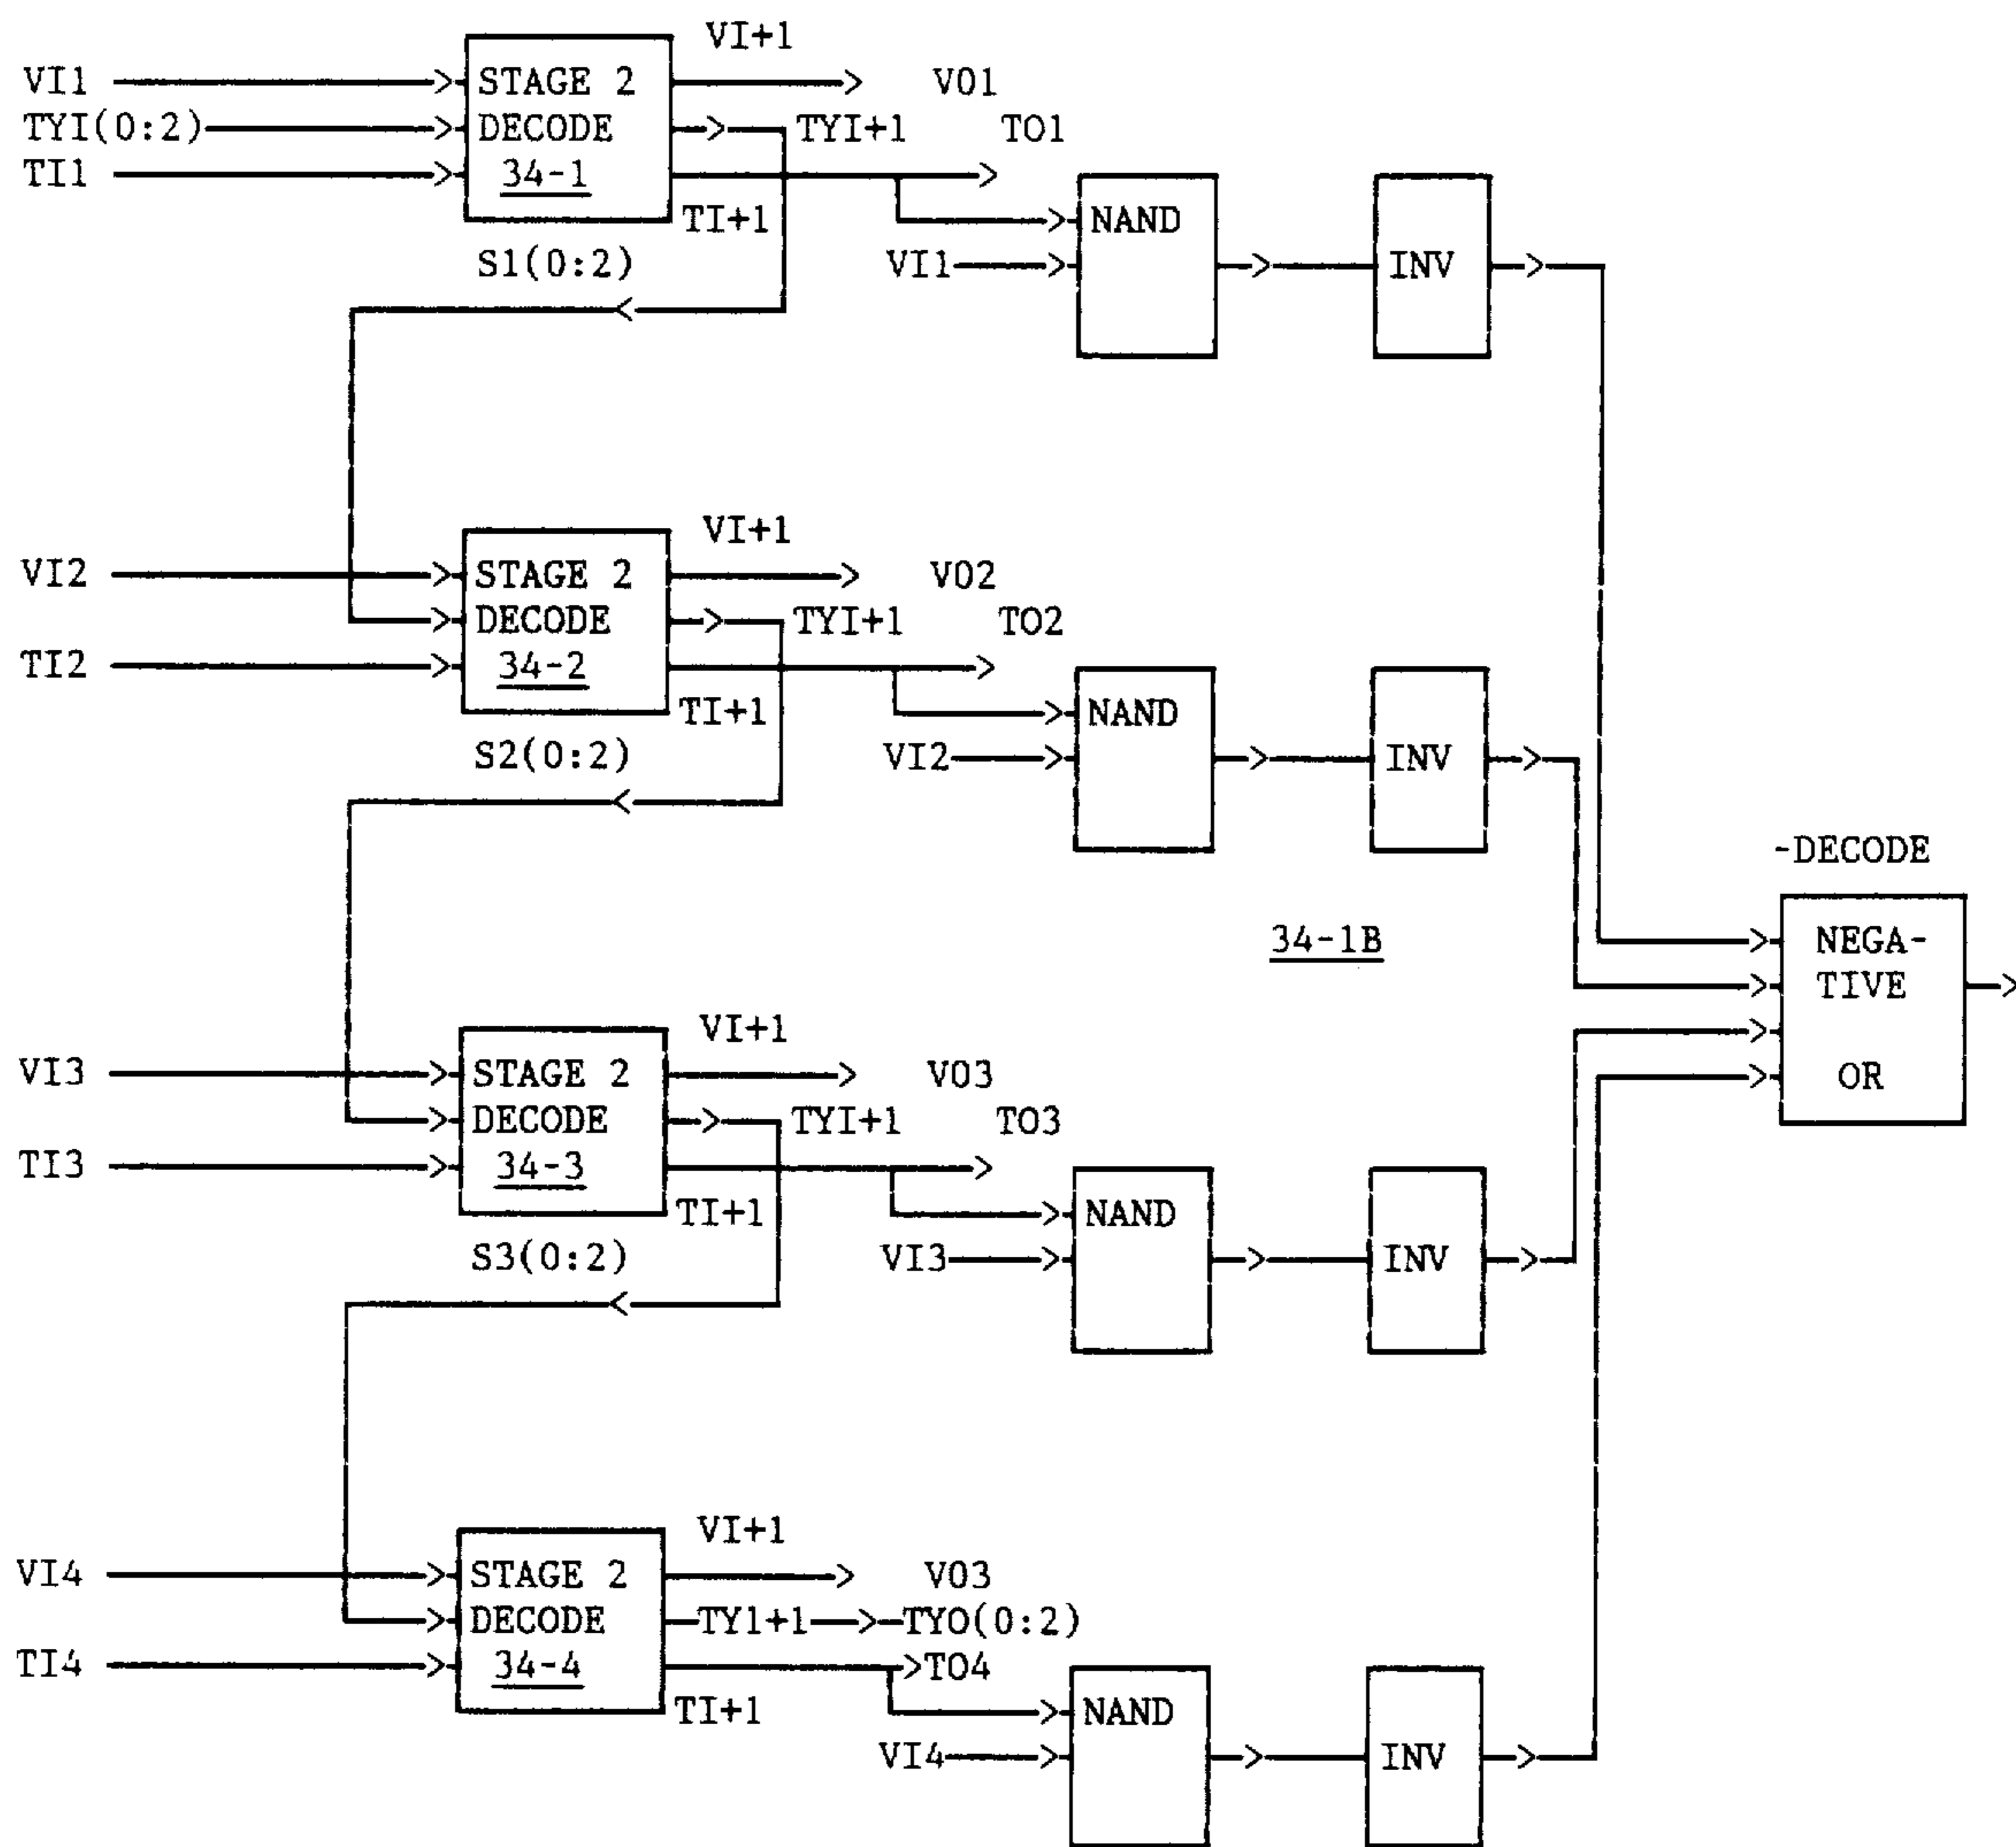 VI+1
VI1
STAGE 2
VO1
TYI(0:2)
DECODE
TYI+1
TO1
TI1
34-1
TI+1
NAND
INV
S1(0:2)
VI1
VI+1
VI2
STAGE 2
VO2
DECODE
TYI+1
TO2
TI2
34-2
TI+1
NAND
S2(0:2)
VI2
INV
-DECODE
34-1B
NEGA-
TIVE
OR
VI+1
VI3
STAGE 2
VO3
DECODE
TYI+1
TO3
TI3
34-3
TI+1
NAND
S3(0:2)
VI3
INV
VI+1
VI4
STAGE 2
VO3
DECODE
TY1+1
TYO(0:2)
TI4
34-4
TO4
TI+1
NAND
VI4
INV